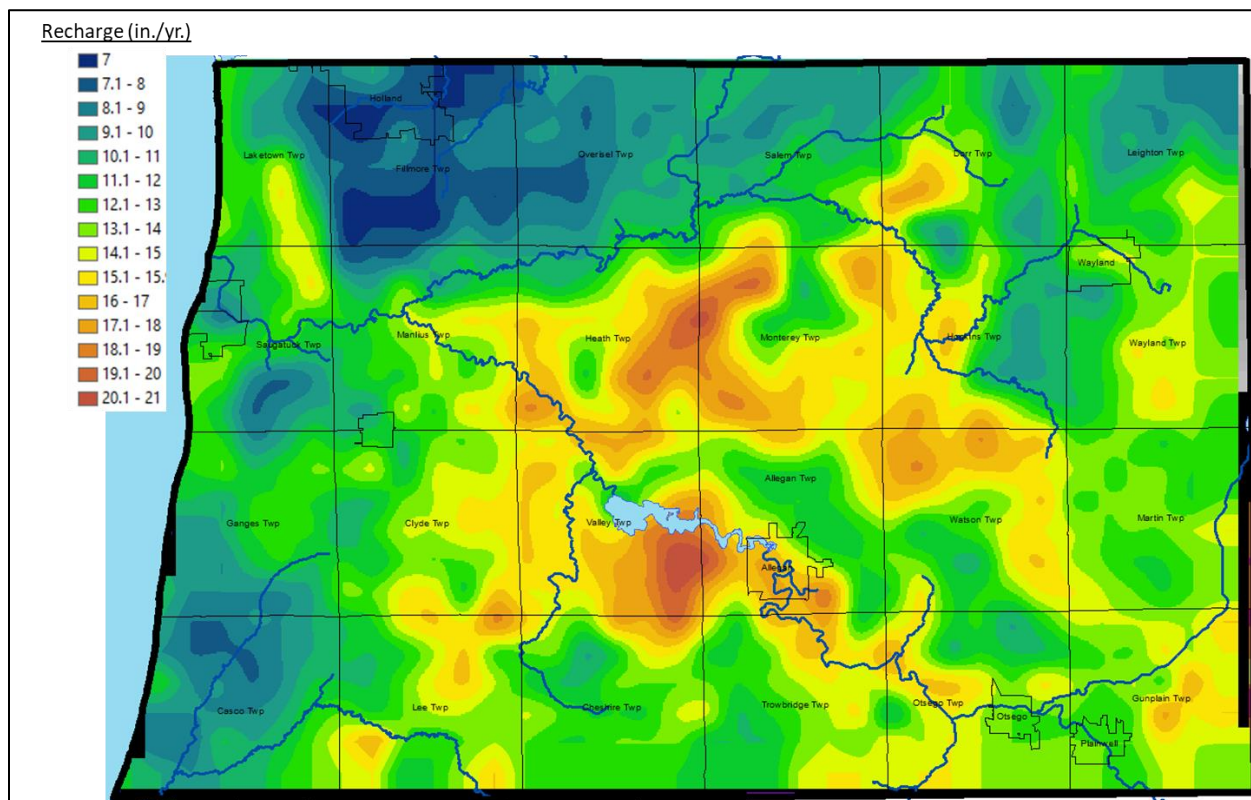 Recharge (in./yr.)
7
7.1 - 8
8.1 - 9
9.1 - 10
10.1 - 11
11.1 - 12
12.1 - 13
13.1 - 14
14.1 - 15
15.1 - 15.
16 - 17
17.1 - 18
18.1 - 19
19.1 - 20
20.1 - 21
Holland
Laketown Twp
Fillmore Twp
Overisel Twp
Salem Twp
Dorr Twp
Leighton Twp
Wayland
Saugatuck Twp
Manlius Twp
Heath Twp
Monterey Twp
Hopkins Twp
Wayland Twp
Allegan Twp
Ganges Twp
Clyde Twp
Valley Twp
Watson Twp
Martin Twp
Allegan
Casco Twp
Lee Twp
Cheshire Twp
Trowbridge Twp
Otsego Twp
Otsego
Gunplain Twp
Plainwell